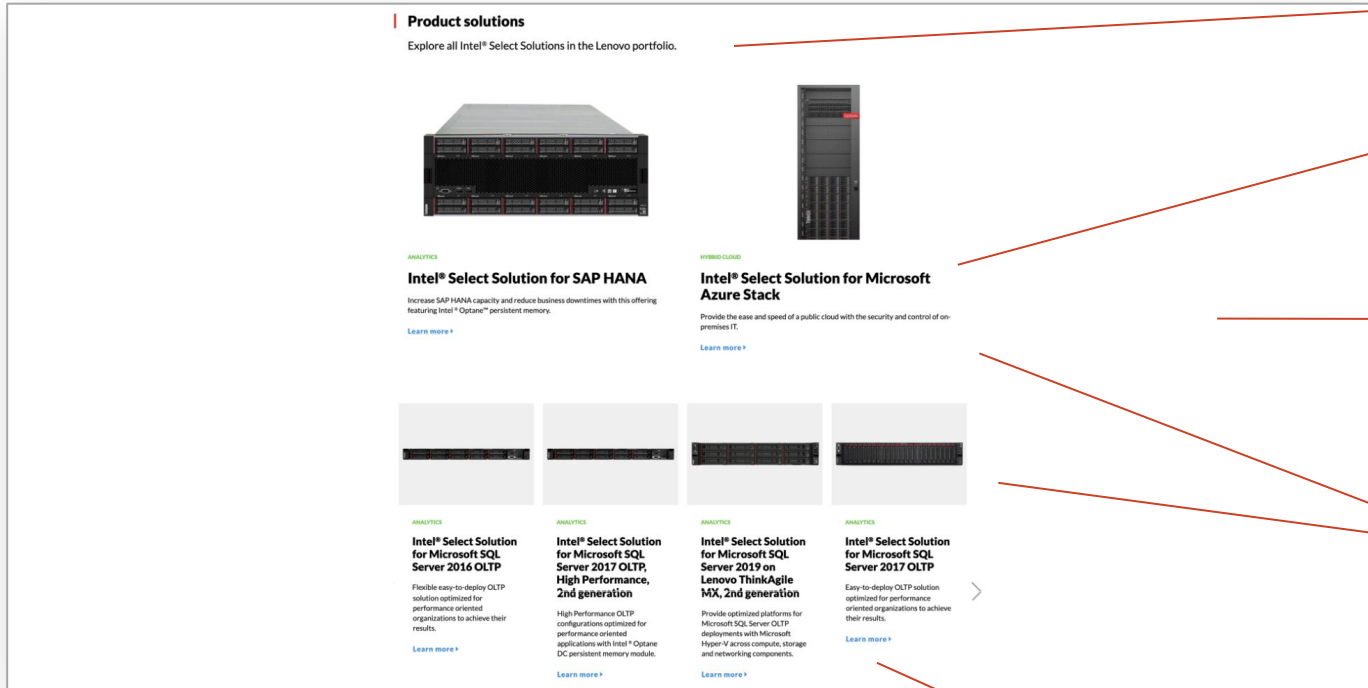 Product solutions
Explore all Intel® Select Solutions in the Lenovo portfolio.
ANALYTICS
Intel® Select Solution for SAP HANA
Increase SAP HANA capacity and reduce business downtimes with this offering
featuring Intel ® Optane™ persistent memory.
Learn more
HYBRID CLOUD
Intel® Select Solution for Microsoft
Azure Stack
Provide the ease and speed of a public cloud with the security and control of on-
premises IT.
Learn more
ANALYTICS
Intel® Select Solution
for Microsoft SQL
Server 2016 OLTP
Flexible easy-to-deploy OLTP
solution optimized for
performance oriented
organizations to achieve their
results.
Learn more
ANALYTICS
Intel® Select Solution
for Microsoft SQL
Server 2017 OLTP,
High Performance,
2nd generation
High Performance OLTP
configurations optimized for
performance oriented
applications with Intel ® Optane
DC persistent memory module.
Learn more
ANALYTICS
Intel® Select Solution
for Microsoft SQL
Server 2019 on
Lenovo ThinkAgile
MX, 2nd generation
Provide optimized platforms for
Microsoft SQL Server OLTP
deployments with Microsoft
Hyper-V across compute, storage
and networking components.
Learn more
ANALYTICS
Intel® Select Solution
for Microsoft SQL
Server 2017 OLTP
Easy-to-deploy OLTP solution
optimized for performance
oriented organizations to achieve
their results.
Learn more